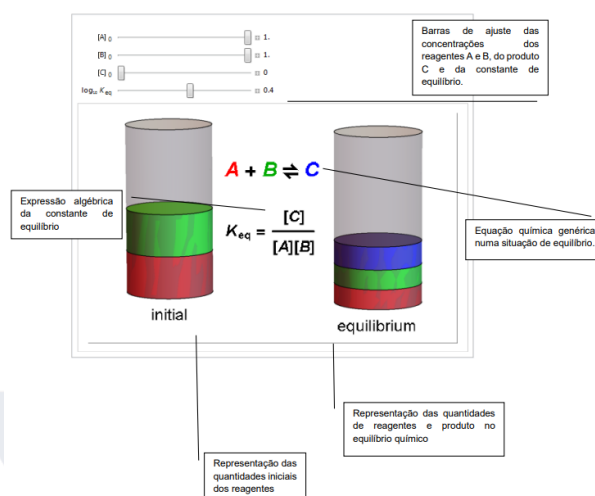 [A]₀ 1.
[B]₀ 1.
[C]₀ 0
log₁₀ Keq 0.4
Barras de ajuste das
concentrações dos
reagentes A e B, do produto
C e da constante de
equilíbrio.
A + B ⇌ C
Expressão algébrica
da constante de
equilíbrio
Keq = [C] / [A][B]
Equação química genérica
numa situação de equilíbrio.
initial
equilibrium
Representação das quantidades
de reagentes e produto no
equilíbrio químico
Representação das
quantidades iniciais
dos reagentes